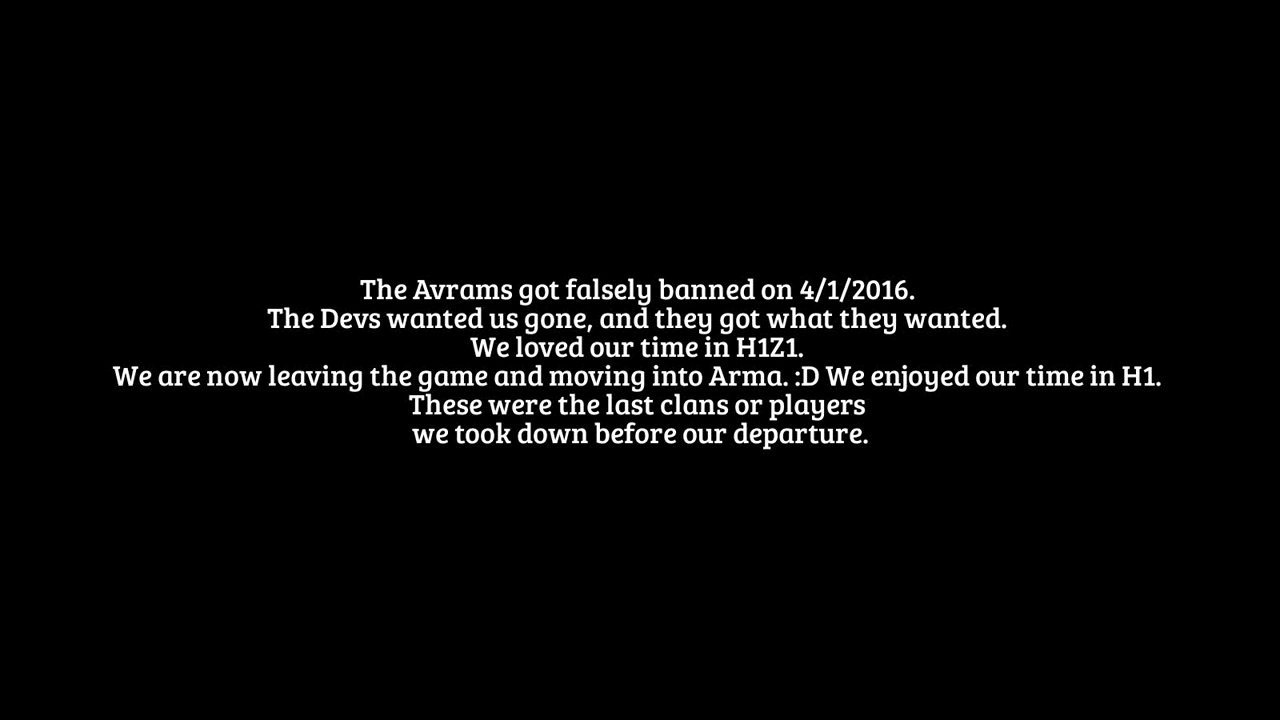 The Avrams got falsely banned on 4/1/2016.
The Devs wanted us gone, and they got what they wanted.
We loved our time in H1Z1.
We are now leaving the game and moving into Arma. :D We enjoyed our time in H1.
These were the last clans or players
we took down before our departure.